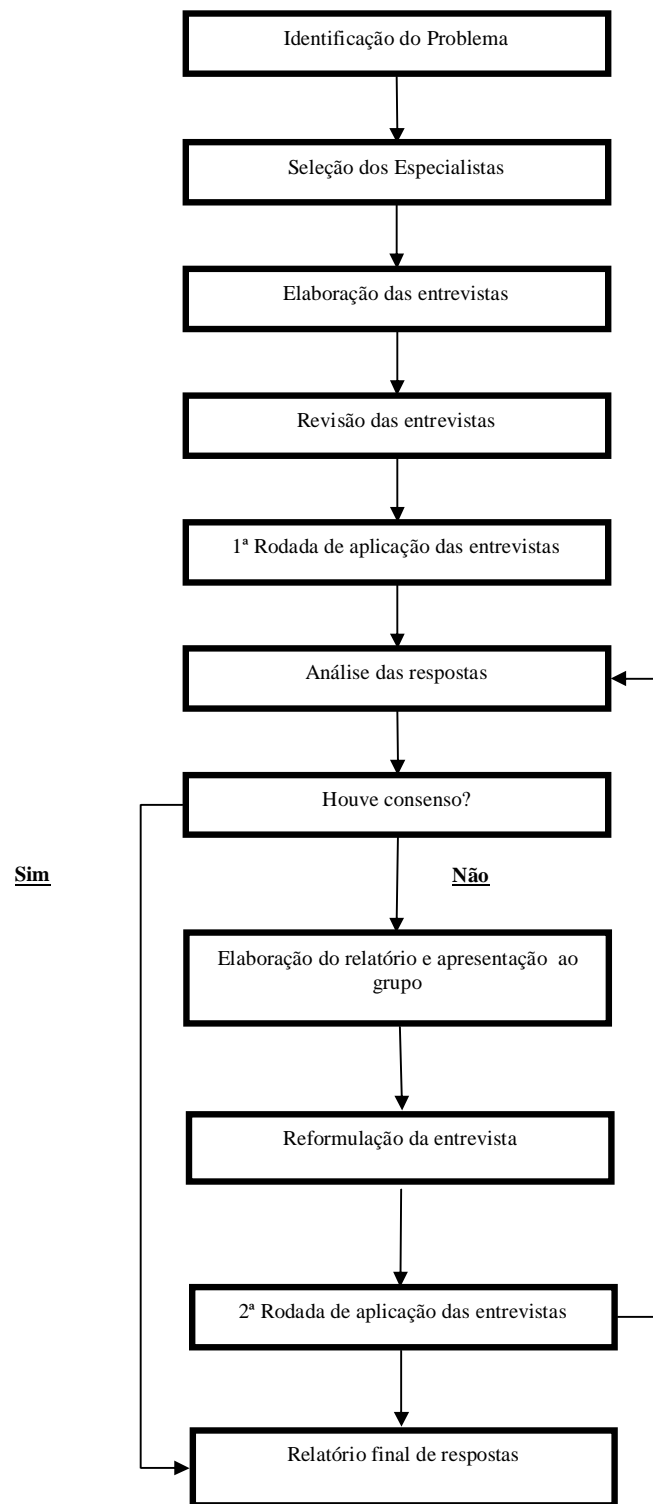 Identificação do Problema
Seleção dos Especialistas
Elaboração das entrevistas
Revisão das entrevistas
1ª Rodada de aplicação das entrevistas
Análise das respostas
Houve consenso?
Sim
Não
Elaboração do relatório e apresentação ao
grupo
Reformulação da entrevista
2ª Rodada de aplicação das entrevistas
Relatório final de respostas